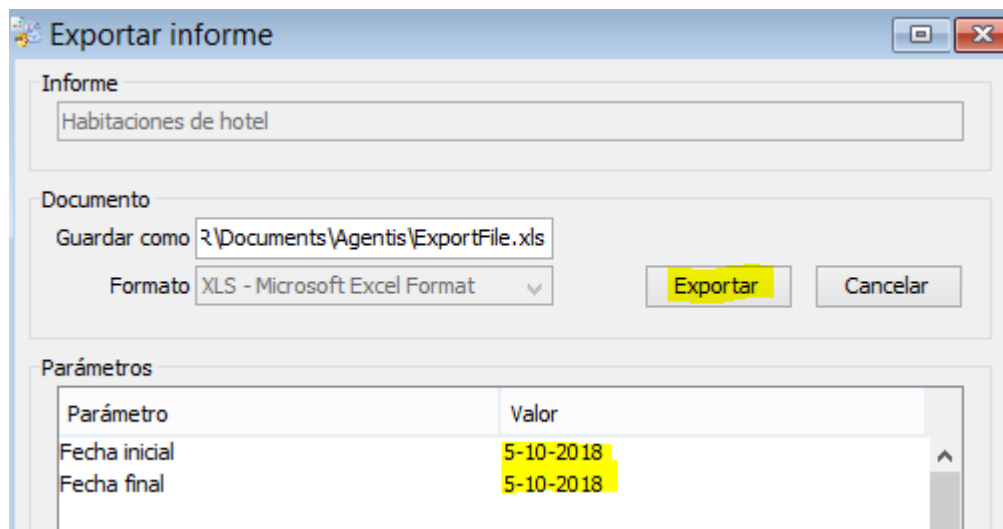 Exportar informe
Informe
Habitaciones de hotel
Documento
Guardar como R\Documents\Agentis\ExportFile.xls
Formato XLS - Microsoft Excel Format Exportar Cancelar
Parámetros
Parámetro Valor
Fecha inicial 5-10-2018
Fecha final 5-10-2018